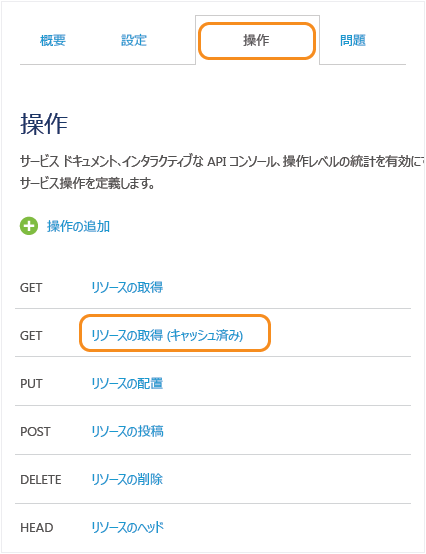 概要 設定 操作 問題
操作
サービス ドキュメント、インタラクティブな API コンソール、操作レベルの統計を有効に
サービス操作を定義します。
操作の追加
GET リソースの取得
GET リソースの取得 (キャッシュ済み)
PUT リソースの配置
POST リソースの投稿
DELETE リソースの削除
HEAD リソースのヘッド